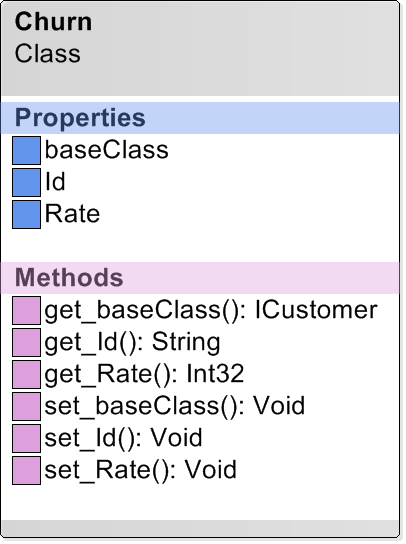 Churn
Class
Properties
baseClass
Id
Rate
Methods
get_baseClass(): ICustomer
get_Id(): String
get_Rate(): Int32
set_baseClass(): Void
set_Id(): Void
set_Rate(): Void